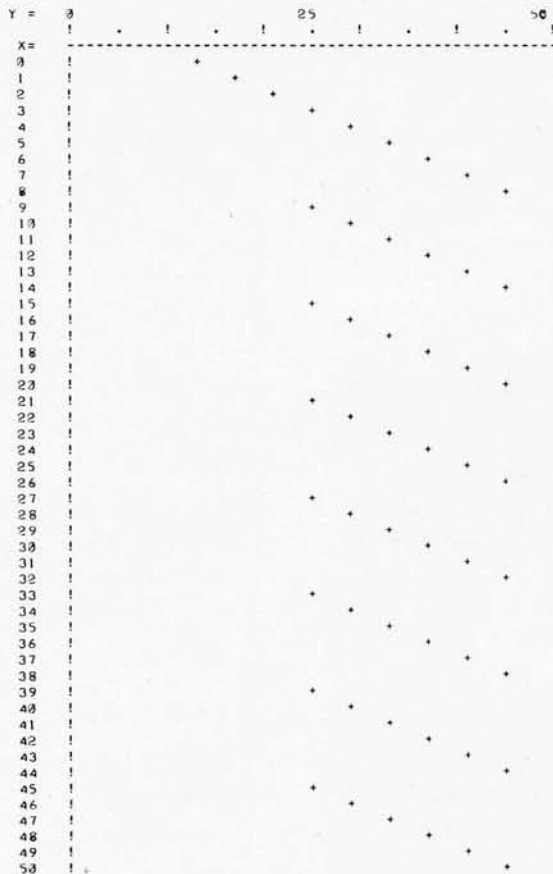 Y = 0 25 50
! . ! . ! . ! . ! . !
X= ---------------------------------------------------
0 ! +
1 ! +
2 ! +
3 ! +
4 ! +
5 ! +
6 ! +
7 ! +
8 ! +
9 ! +
10 ! +
11 ! +
12 ! +
13 ! +
14 ! +
15 ! +
16 ! +
17 ! +
18 ! +
19 ! +
20 ! +
21 ! +
22 ! +
23 ! +
24 ! +
25 ! +
26 ! +
27 ! +
28 ! +
29 ! +
30 ! +
31 ! +
32 ! +
33 ! +
34 ! +
35 ! +
36 ! +
37 ! +
38 ! +
39 ! +
40 ! +
41 ! +
42 ! +
43 ! +
44 ! +
45 ! +
46 ! +
47 ! +
48 ! +
49 ! +
50 ! +